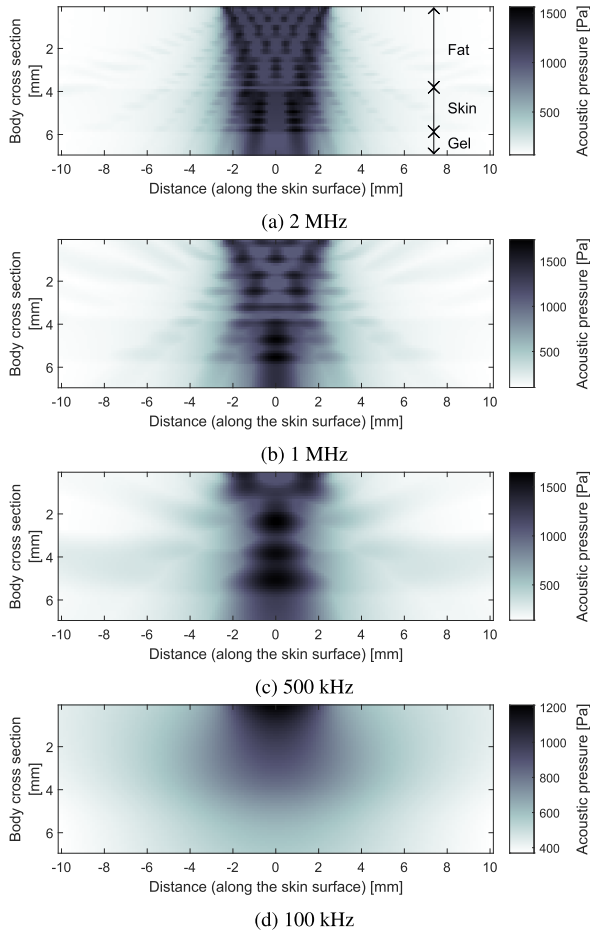 Body cross section
[mm]
2
4
6
Fat
Skin
Gel
-10 -8 -6 -4 -2 0 2 4 6 8 10
Distance (along the skin surface) [mm]
1500
1000
500
Acoustic pressure [Pa]
(a) 2 MHz
Body cross section
[mm]
2
4
6
-10 -8 -6 -4 -2 0 2 4 6 8 10
Distance (along the skin surface) [mm]
1500
1000
500
Acoustic pressure [Pa]
(b) 1 MHz
Body cross section
[mm]
2
4
6
-10 -8 -6 -4 -2 0 2 4 6 8 10
Distance (along the skin surface) [mm]
1500
1000
500
Acoustic pressure [Pa]
(c) 500 kHz
Body cross section
[mm]
2
4
6
-10 -8 -6 -4 -2 0 2 4 6 8 10
Distance (along the skin surface) [mm]
1200
1000
800
600
400
Acoustic pressure [Pa]
(d) 100 kHz